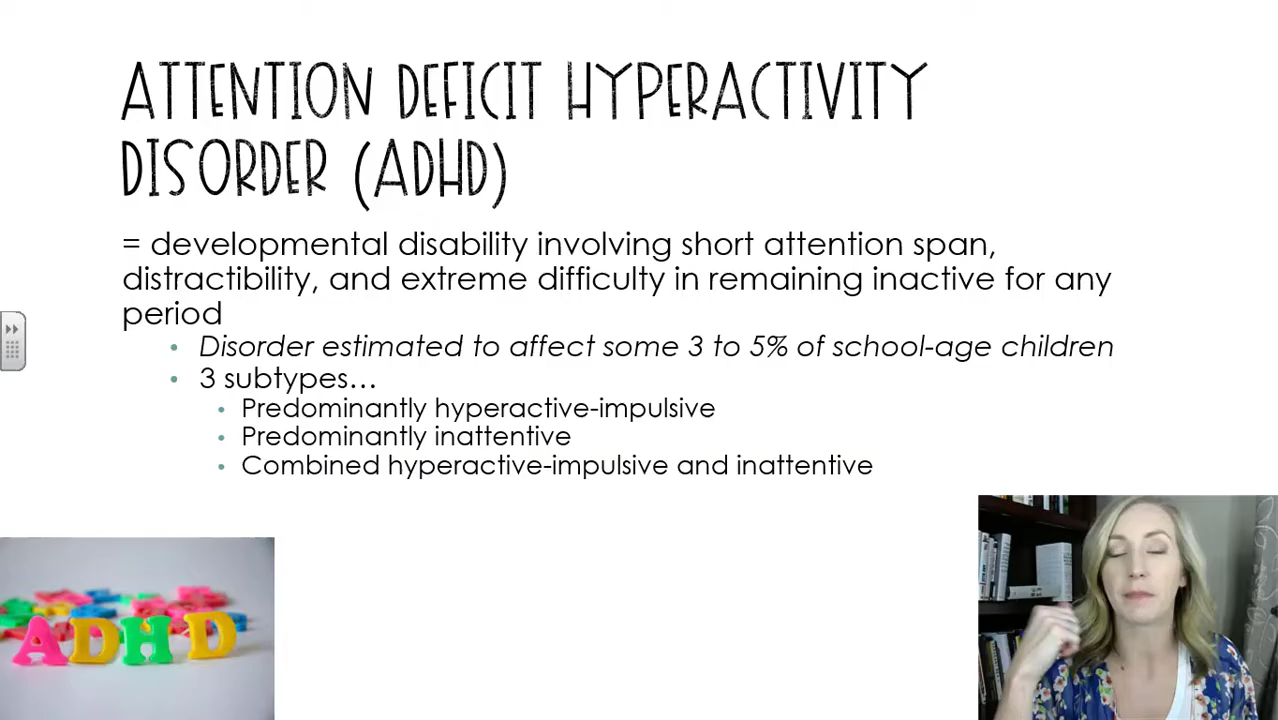 ATTENTION DEFICIT HYPERACTIVITY
DISORDER (ADHD)
= developmental disability involving short attention span,
distractibility, and extreme difficulty in remaining inactive for any
period
• Disorder estimated to affect some 3 to 5% of school-age children
• 3 subtypes…
• Predominantly hyperactive-impulsive
• Predominantly inattentive
• Combined hyperactive-impulsive and inattentive
ADHD